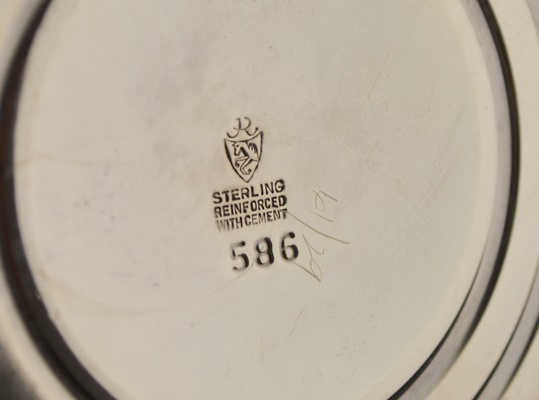 STERLING
REINFORCED
WITH CEMENT
586